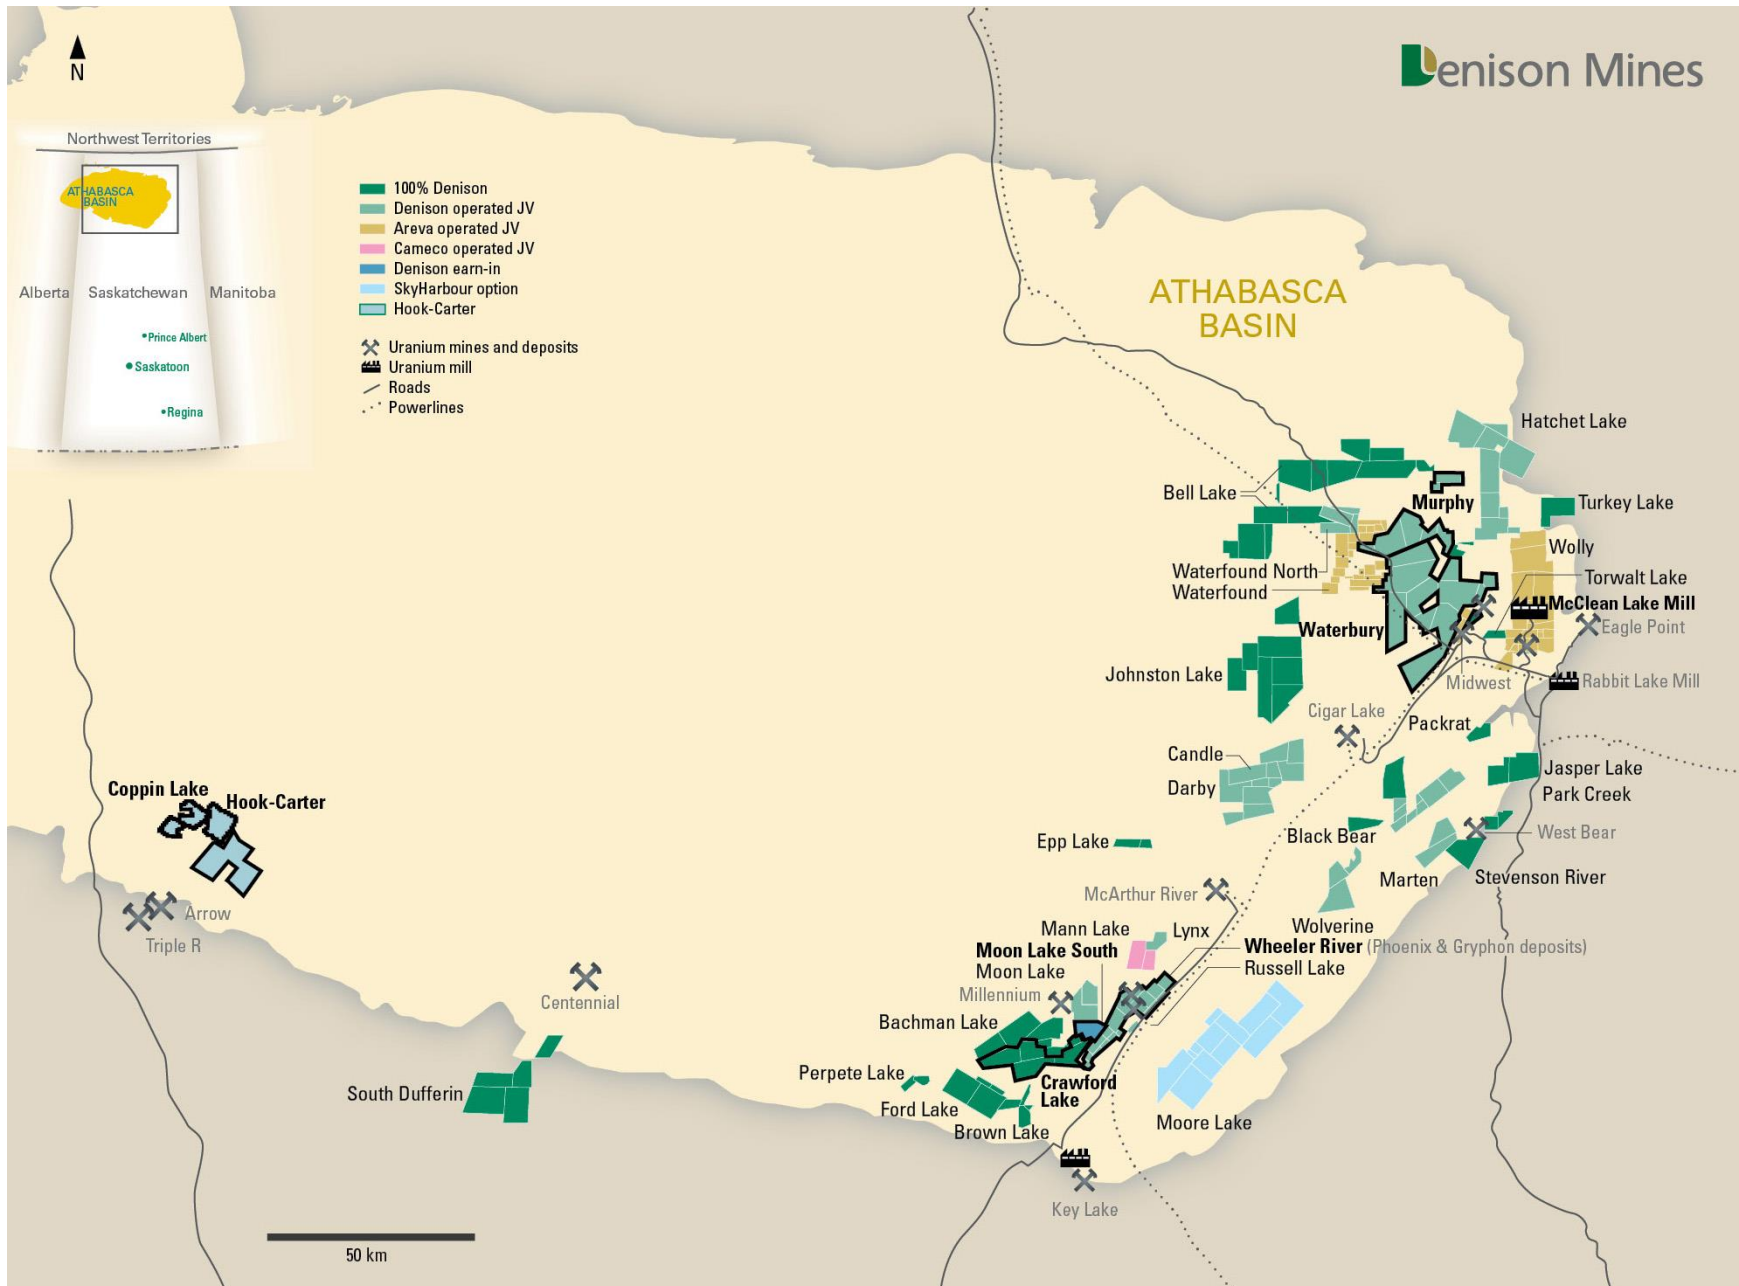 N
Denison Mines
Northwest Territories
ATHABASCA
BASIN
Alberta
Saskatchewan
Manitoba
Prince Albert
Saskatoon
Regina
100% Denison
Denison operated JV
Areva operated JV
Cameco operated JV
Denison earn-in
SkyHarbour option
Hook-Carter
Uranium mines and deposits
Uranium mill
Roads
Powerlines
ATHABASCA
BASIN
Hatchet Lake
Bell Lake
Murphy
Turkey Lake
Wolly
Waterfound North
Torwalt Lake
Waterfound
McClean Lake Mill
Waterbury
Eagle Point
Johnston Lake
Midwest
Rabbit Lake Mill
Cigar Lake
Packrat
Candle
Jasper Lake
Darby
Park Creek
Coppin Lake
Hook-Carter
Black Bear
West Bear
Epp Lake
Marten
Stevenson River
McArthur River
Arrow
Triple R
Mann Lake
Lynx
Wolverine
Moon Lake South
Wheeler River (Phoenix & Gryphon deposits)
Moon Lake
Russell Lake
Millennium
Centennial
Bachman Lake
Perpete Lake
Crawford
Lake
South Dufferin
Ford Lake
Brown Lake
Moore Lake
Key Lake
50 km